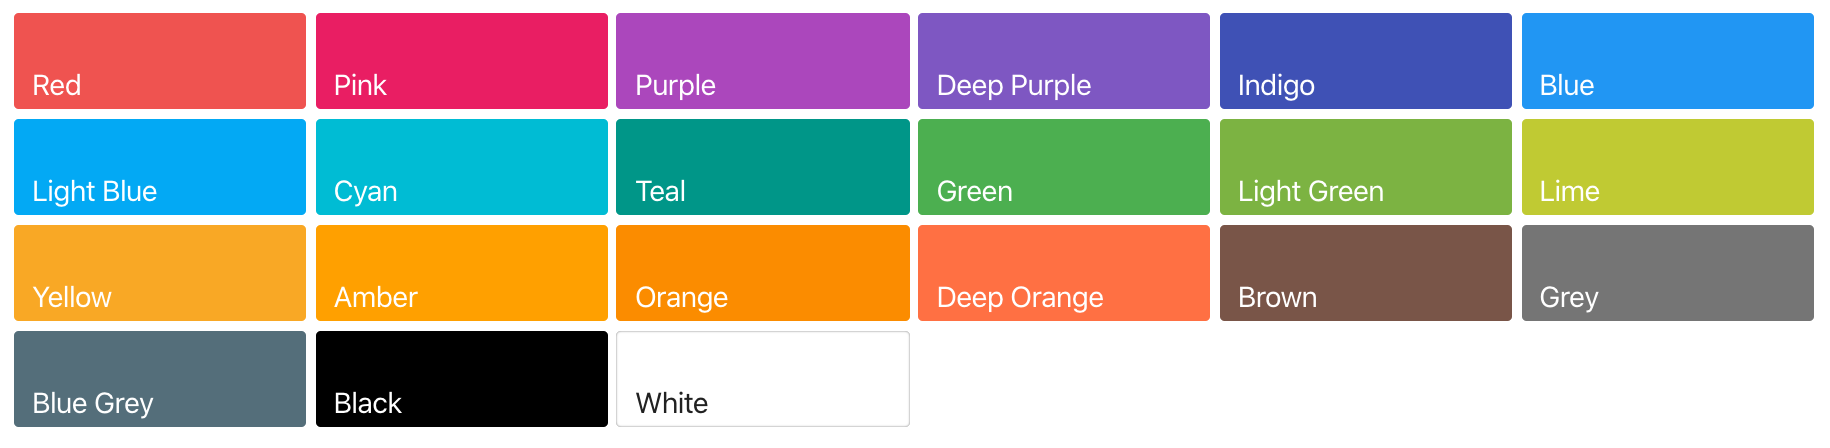 Red
Pink
Purple
Deep Purple
Indigo
Blue
Light Blue
Cyan
Teal
Green
Light Green
Lime
Yellow
Amber
Orange
Deep Orange
Brown
Grey
Blue Grey
Black
White